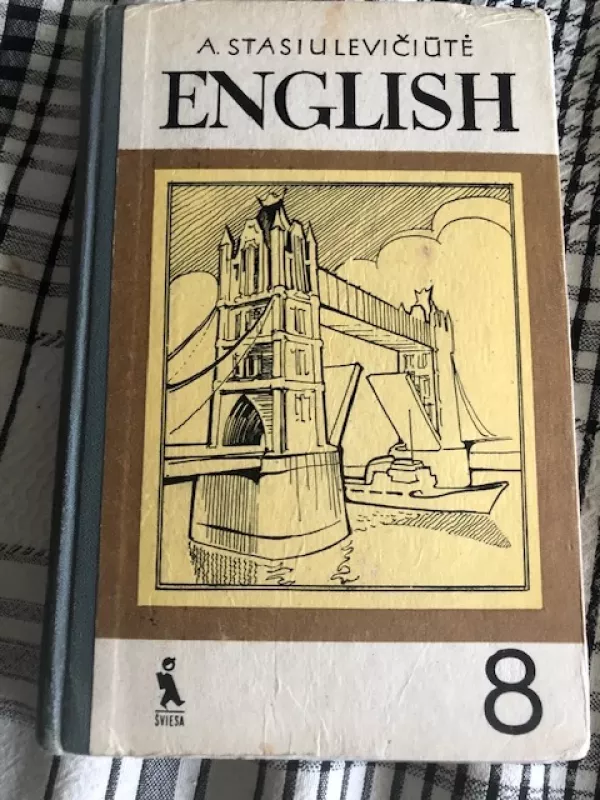 A. STASIULEVIČIŪTĖ
ENGLISH
ŠVIESA
8